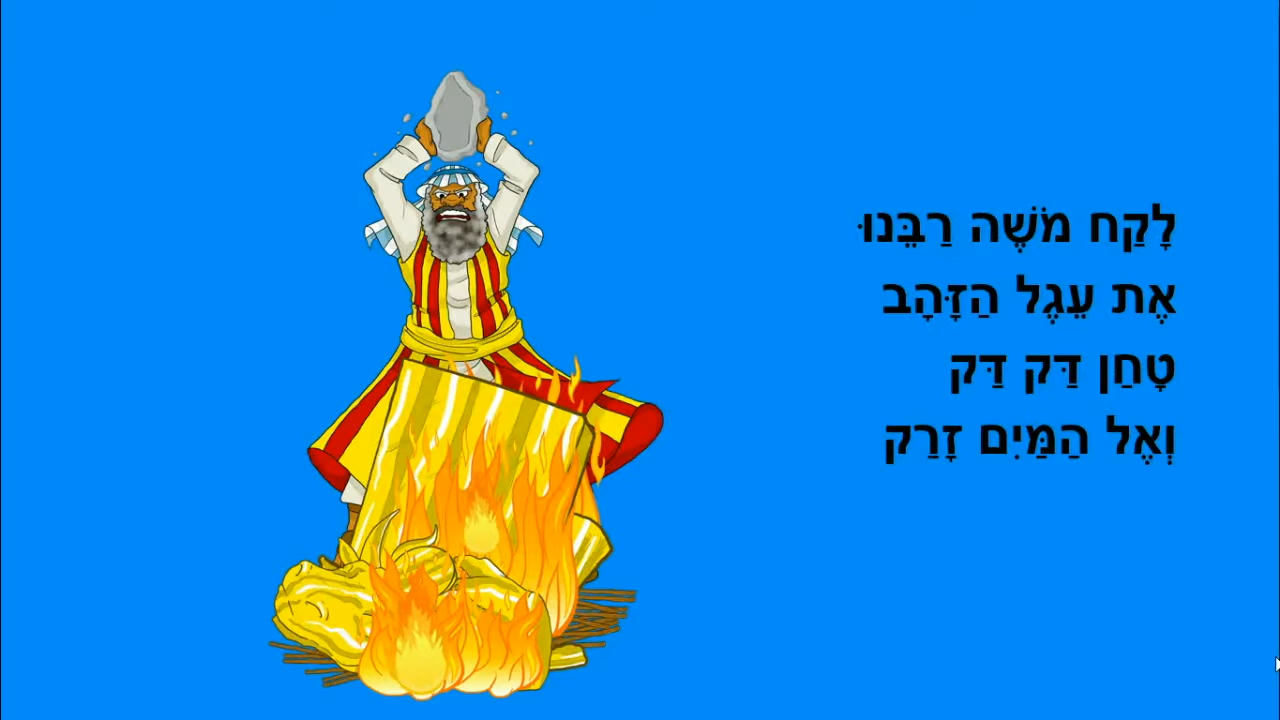 לָקַח מֹשֶׁה רַבֵּנוּ
אֶת עֵגֶל הַזָּהָב
טָחַן דַּק דַּק
וְאֶל הַמַּיִם זָרַק